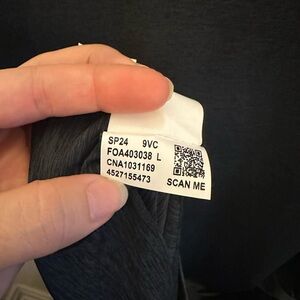 SP24 9VC
FOA403038 L
CNA1031169
4527155473 SCAN ME